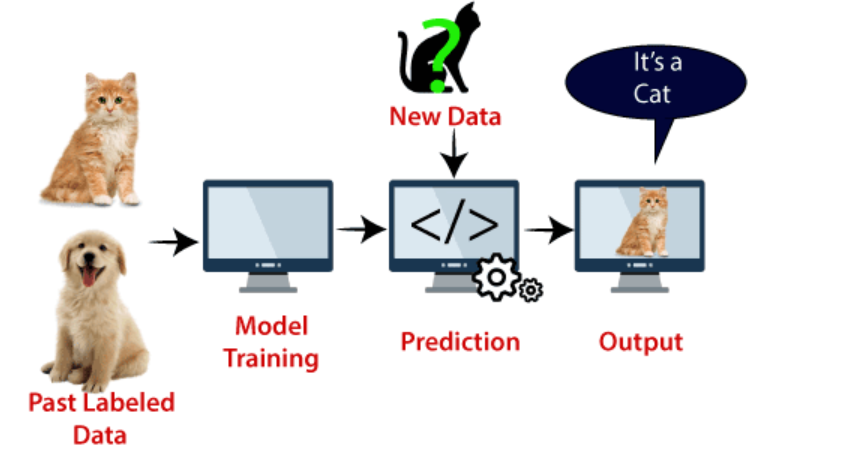 ?
New Data
It's a
Cat
</>
Model
Training
Prediction
Output
Past Labeled
Data